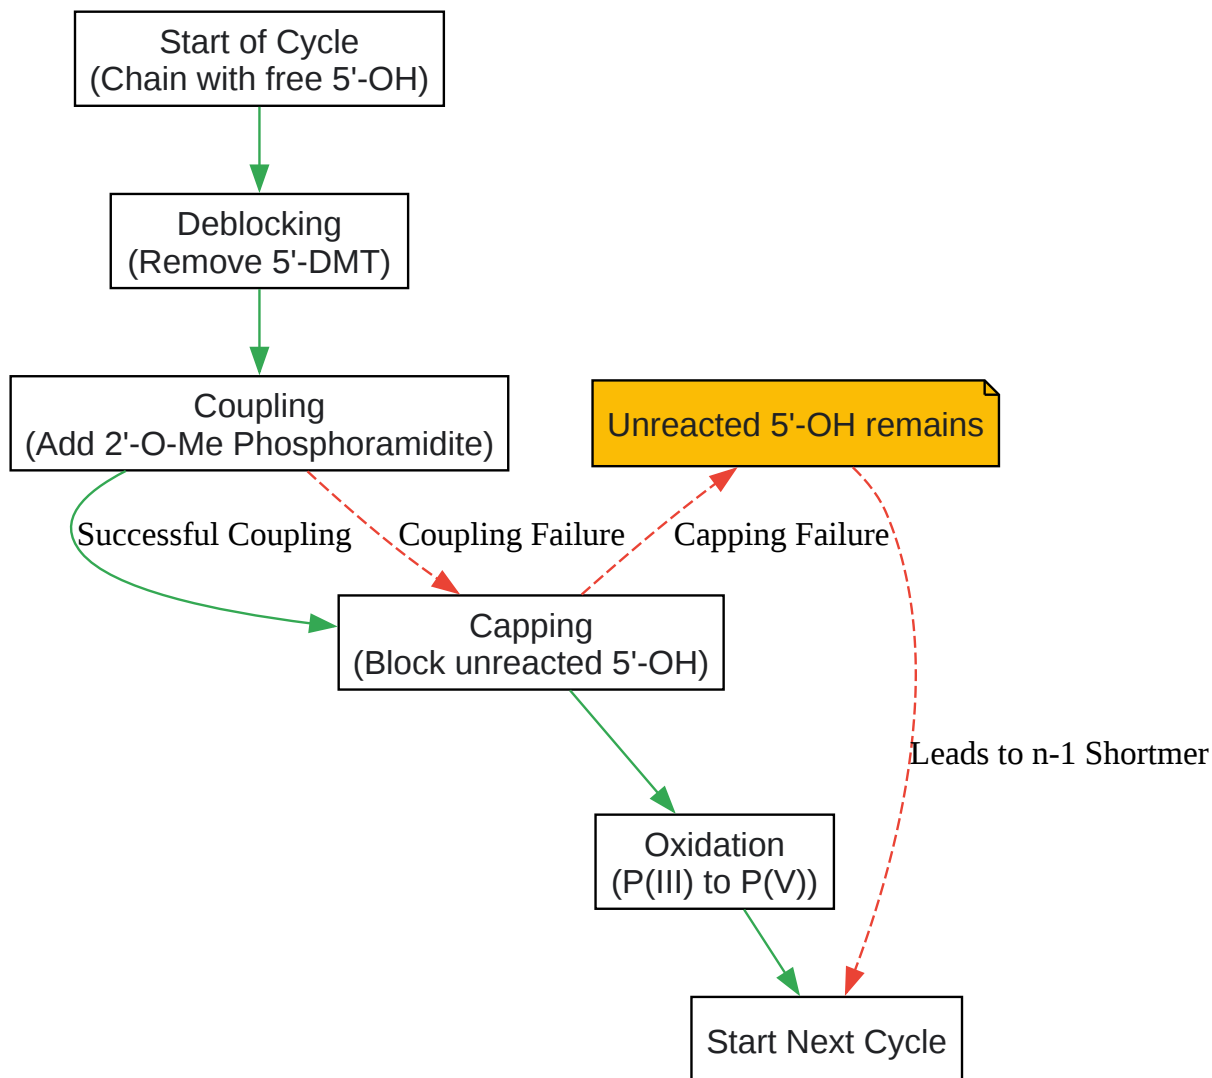 Start of Cycle
(Chain with free 5'-OH)
Deblocking
(Remove 5'-DMT)
Coupling
(Add 2'-O-Me Phosphoramidite)
Unreacted 5'-OH remains
Successful Coupling
Coupling Failure
Capping Failure
Capping
(Block unreacted 5'-OH)
Leads to n-1 Shortmer
Oxidation
(P(III) to P(V))
Start Next Cycle